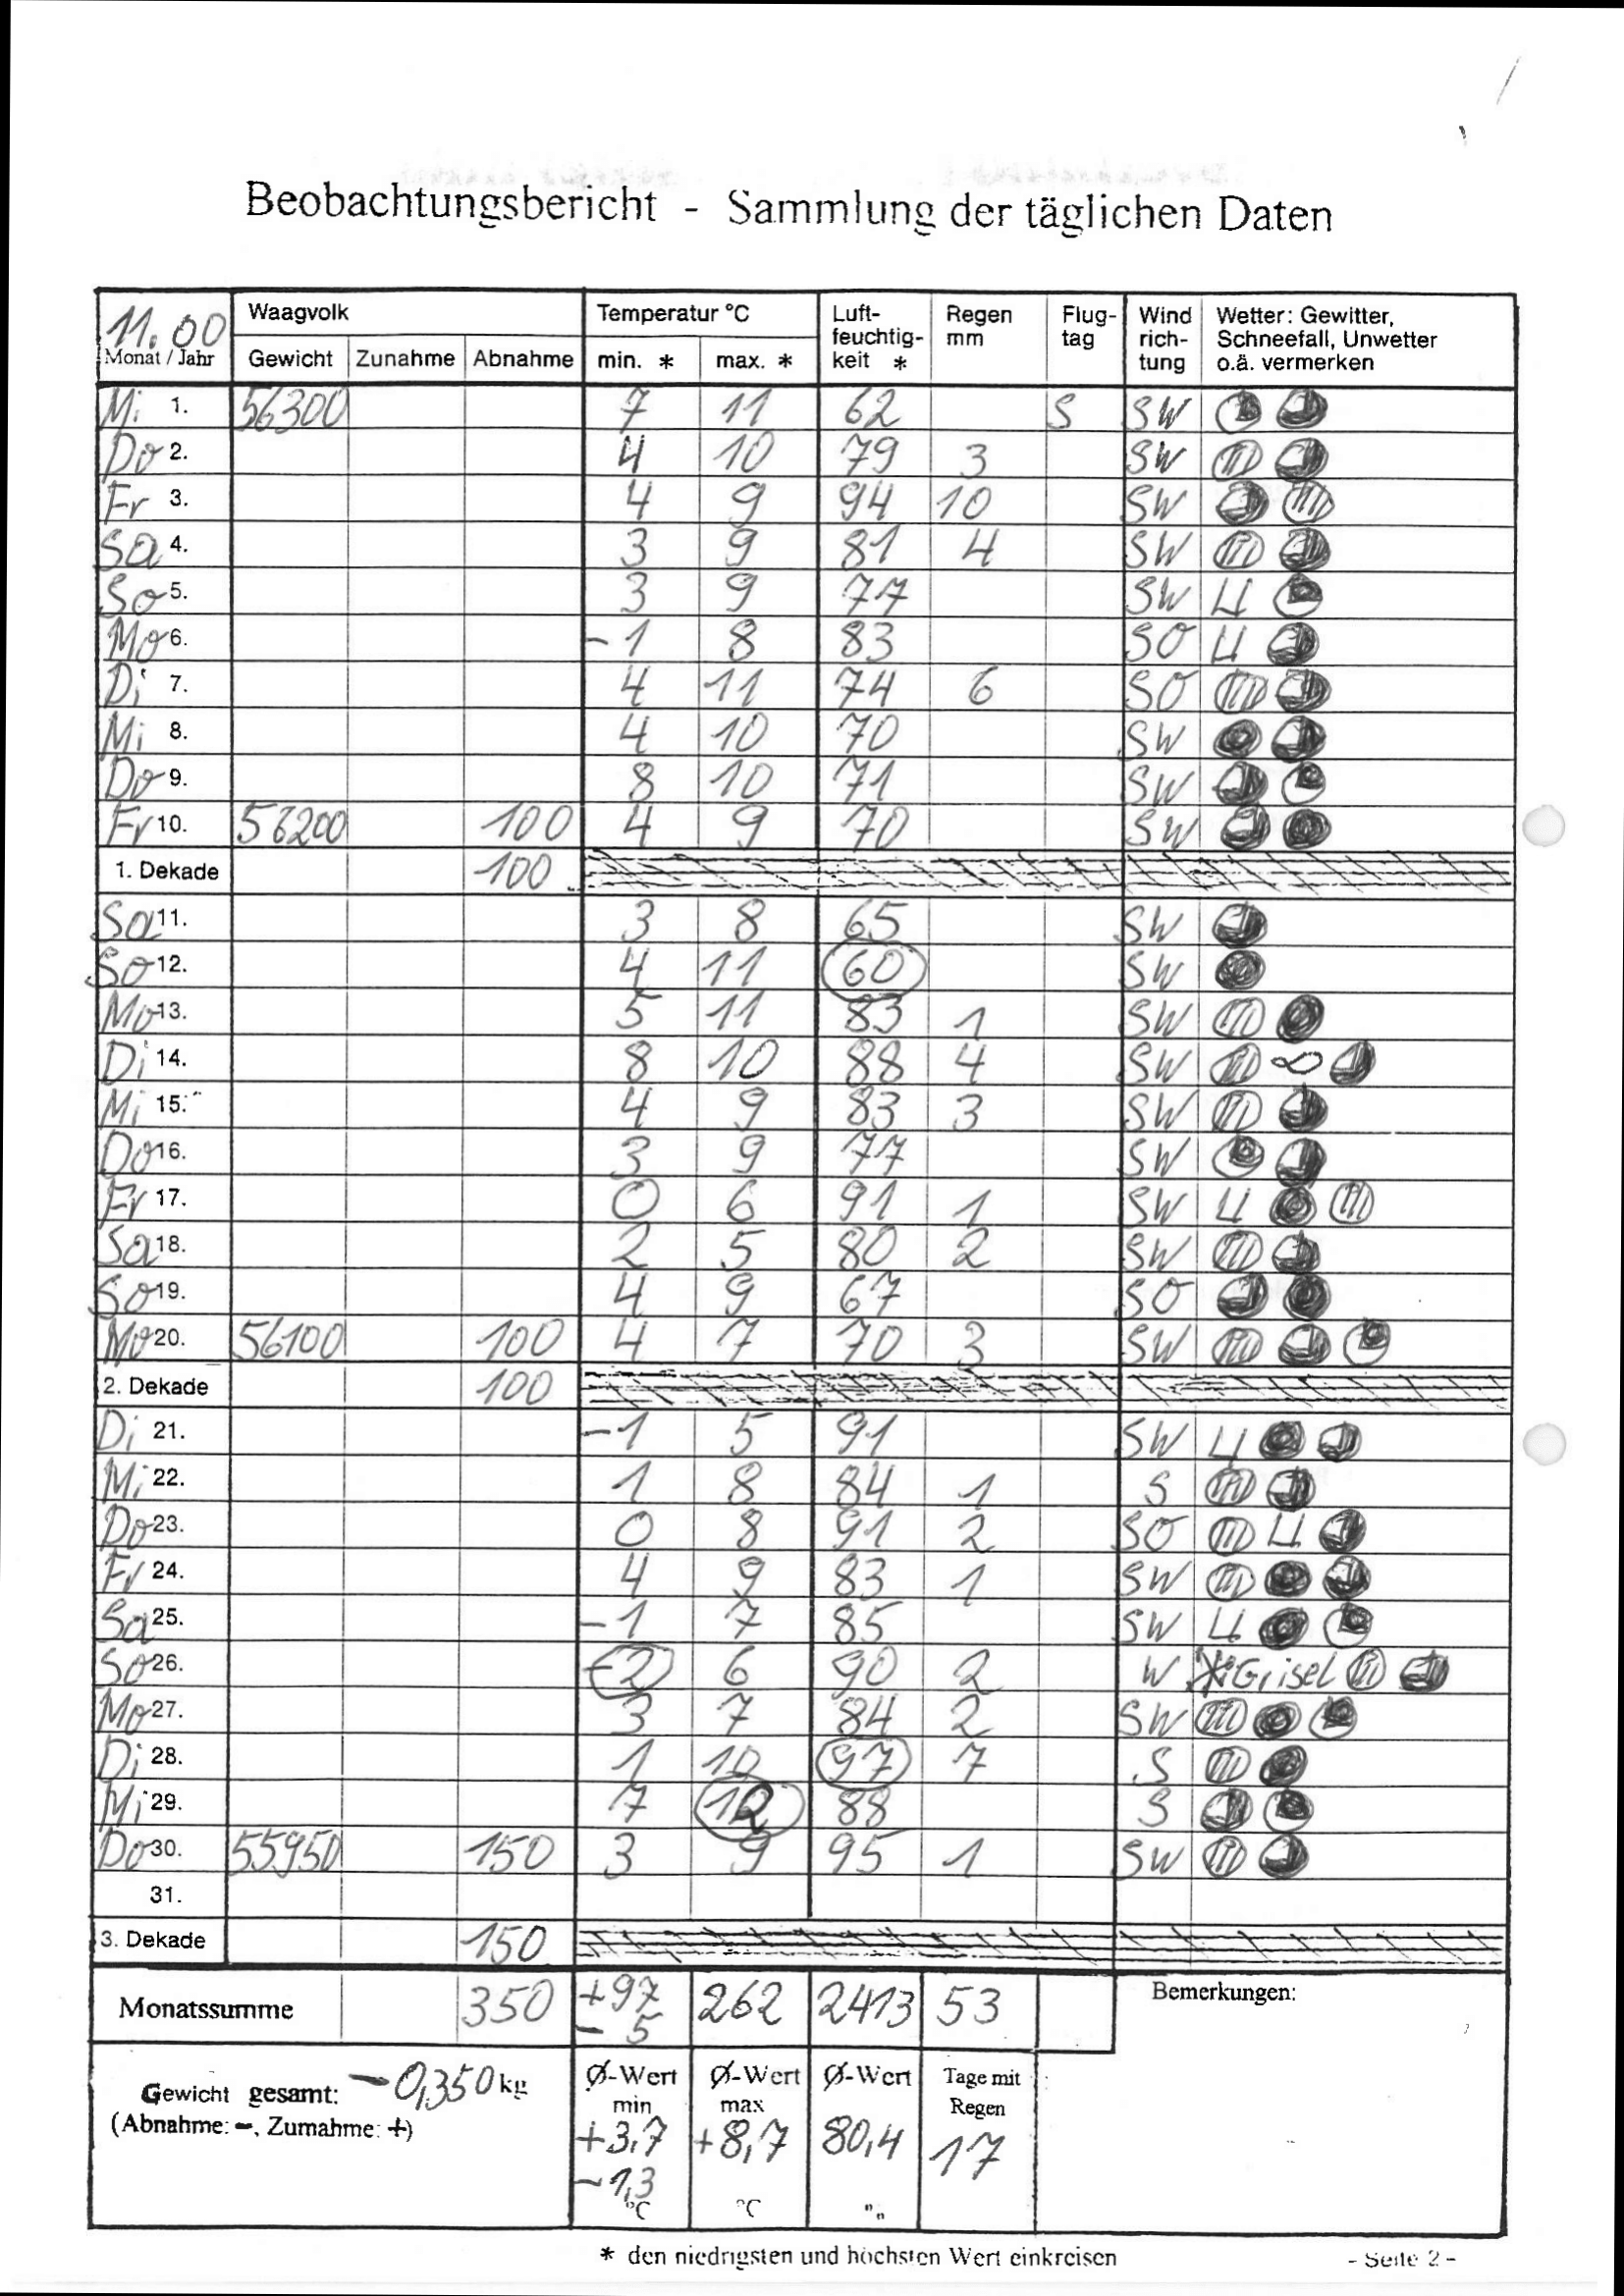 Beobachtungsbericht - Sammlung der täglichen Daten
11.00 Waagvolk Temperatur °C Luft- Regen Flug- Wind Wetter: Gewitter,
feuchtig- mm tag rich- Schneefall, Unwetter
Monat / Jahr Gewicht Zunahme Abnahme min. * max. * keit * tung o.ä. vermerken
Mi 1. 56300 7 11 62 S SW
Do 2. 4 10 79 3 SW
Fr 3. 4 9 94 10 SW
Sa 4. 3 9 81 4 SW
So 5. 3 9 77 SW
Mo 6. -1 8 83 SO
Di 7. 4 11 74 6 SO
Mi 8. 4 10 70 SW
Do 9. 8 10 71 SW
Fr 10. 56200 100 4 9 70 SW
1. Dekade 100
Sa 11. 3 8 65 SW
So 12. 4 11 60 SW
Mo 13. 5 11 83 1 SW
Di 14. 8 10 88 4 SW ∞
Mi 15. 4 9 83 3 SW
Do 16. 3 9 77 SW
Fr 17. 0 6 91 1 SW
Sa 18. 2 5 80 2 SW
So 19. 4 9 67 SO
Mo 20. 56100 100 4 7 70 3 SW
2. Dekade 100
Di 21. -1 5 91 SW
Mi 22. 1 8 84 1 S
Do 23. 0 8 91 2 SO
Fr 24. 4 9 83 1 SW
Sa 25. -1 7 85 SW
So 26. -2 6 90 2 W Grisel
Mo 27. 3 7 84 2 SW
Di 28. 1 10 97 7 S
Mi 29. 7 12 88 S
Do 30. 55950 150 3 9 95 1 SW
31.
3. Dekade 150
Monatssumme 350 +97 - 5 262 2413 53 Bemerkungen:
Gewicht gesamt: - 0,350 kg Ø-Wert Ø-Wert Ø-Wert Tage mit
(Abnahme: -, Zumahme: +) min max Regen
+3,7 +8,7 80,4 17
-1,3
°C °C
* den niedrigsten und höchsten Wert einkreisen - Seite 2 -